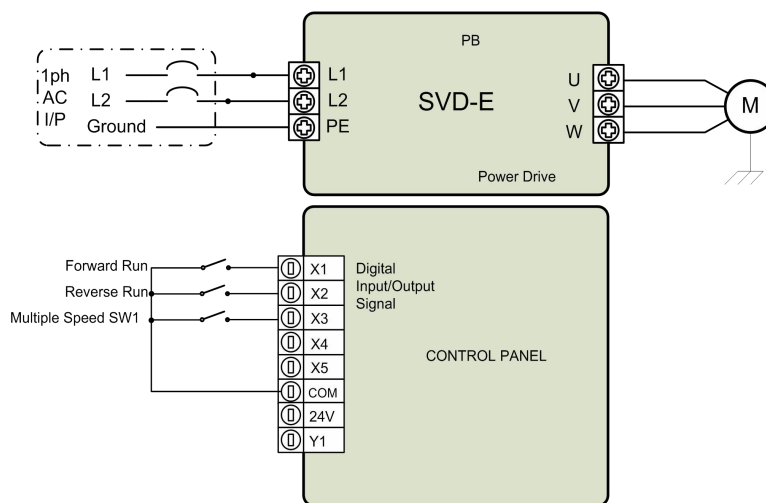 PB
1ph L1
AC L2
I/P Ground
L1
L2
PE
SVD-E
U
V
W
M
Power Drive
Forward Run
Reverse Run
Multiple Speed SW1
X1
X2
X3
X4
X5
COM
24V
Y1
Digital
Input/Output
Signal
CONTROL PANEL